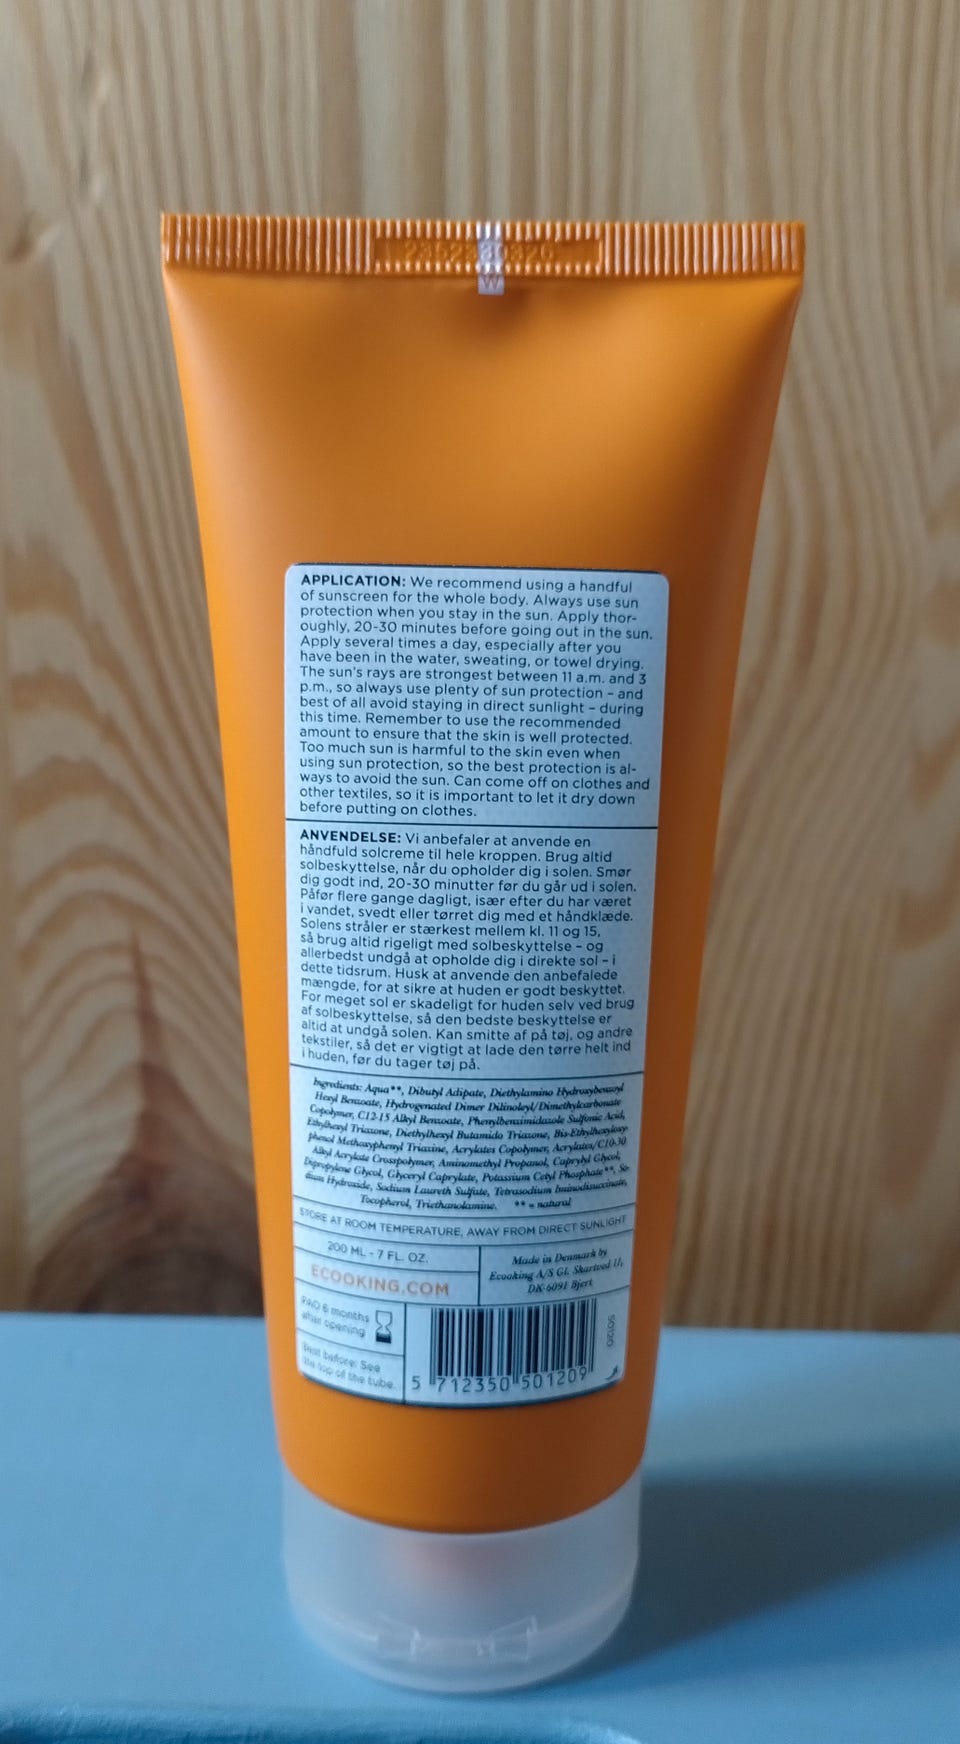 W
APPLICATION: We recommend using a handful
of sunscreen for the whole body. Always use sun
protection when you stay in the sun. Apply thor-
oughly, 20-30 minutes before going out in the sun.
Apply several times a day, especially after you
have been in the water, sweating, or towel drying.
The sun's rays are strongest between 11 a.m. and 3
p.m., so always use plenty of sun protection – and
best of all avoid staying in direct sunlight – during
this time. Remember to use the recommended
amount to ensure that the skin is well protected.
Too much sun is harmful to the skin even when
using sun protection, so the best protection is al-
ways to avoid the sun. Can come off on clothes and
other textiles, so it is important to let it dry down
before putting on clothes.
ANVENDELSE: Vi anbefaler at anvende en
håndfuld solcreme til hele kroppen. Brug altid
solbeskyttelse, når du opholder dig i solen. Smør
dig godt ind, 20-30 minutter før du går ud i solen.
Påfør flere gange dagligt, især efter du har været
i vandet, svedt eller tørret dig med et håndklæde.
Solens stråler er stærkest mellem kl. 11 og 15,
så brug altid rigeligt med solbeskyttelse – og
allerbedst undgå at opholde dig i direkte sol – i
dette tidsrum. Husk at anvende den anbefalede
mængde, for at sikre at huden er godt beskyttet.
For meget sol er skadeligt for huden selv ved brug
af solbeskyttelse, så den bedste beskyttelse er
altid at undgå solen. Kan smitte af på tøj, og andre
tekstiler, så det er vigtigt at lade den tørre helt ind
i huden, før du tager tøj på.
Ingredients: Aqua**, Dibutyl Adipate, Diethylamino Hydroxybenzoyl
Hexyl Benzoate, Hydrogenated Dimer Dilinoleyl/Dimethylcarbonate
Copolymer, C12-15 Alkyl Benzoate, Phenylbenzimidazole Sulfonic Acid,
Ethylhexyl Triazone, Diethylhexyl Butamido Triazone, Bis-Ethylhexyloxy-
phenol Methoxyphenyl Triazine, Acrylates Copolymer, Acrylates/C10-30
Alkyl Acrylate Crosspolymer, Aminomethyl Propanol, Caprylyl Glycol,
Dipropylene Glycol, Glyceryl Caprylate, Potassium Cetyl Phosphate**, So-
dium Hydroxide, Sodium Laureth Sulfate, Tetrasodium Iminodisuccinate,
Tocopherol, Triethanolamine. ** = natural
STORE AT ROOM TEMPERATURE, AWAY FROM DIRECT SUNLIGHT
200 ML - 7 FL. OZ.
ECOOKING.COM
Made in Denmark by
Ecooking A/S Gl. Skartved 11,
DK-6091 Bjert
PAO 6 months
after opening
Best before: See
the top of the tube.
5 712350 501209